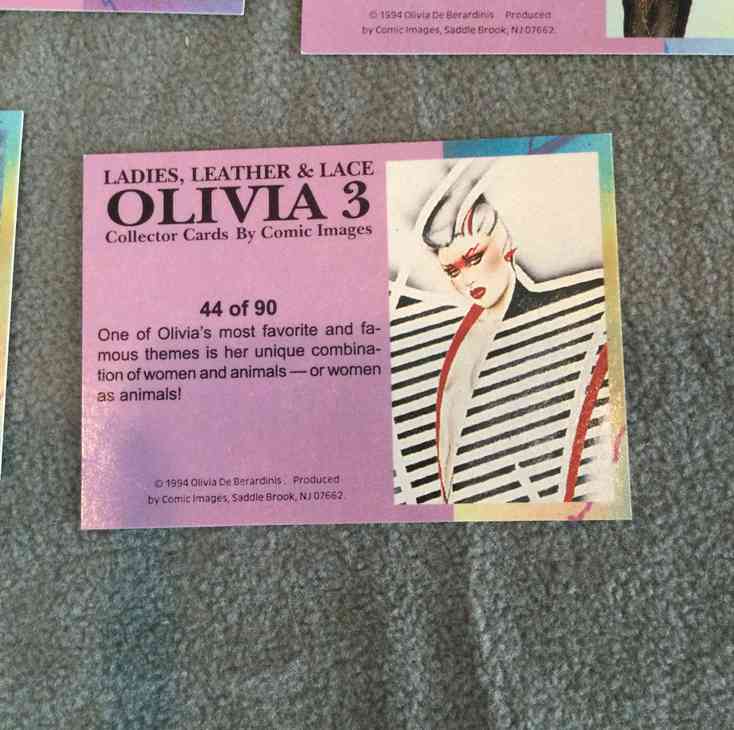 © 1994 Olivia De Berardinis Produced
by Comic Images, Saddle Brook, NJ 07662.
LADIES, LEATHER & LACE
OLIVIA 3
Collector Cards By Comic Images
44 of 90
One of Olivia's most favorite and fa-
mous themes is her unique combina-
tion of women and animals — or women
as animals!
© 1994 Olivia De Berardinis . Produced
by Comic Images, Saddle Brook, NJ 07662.